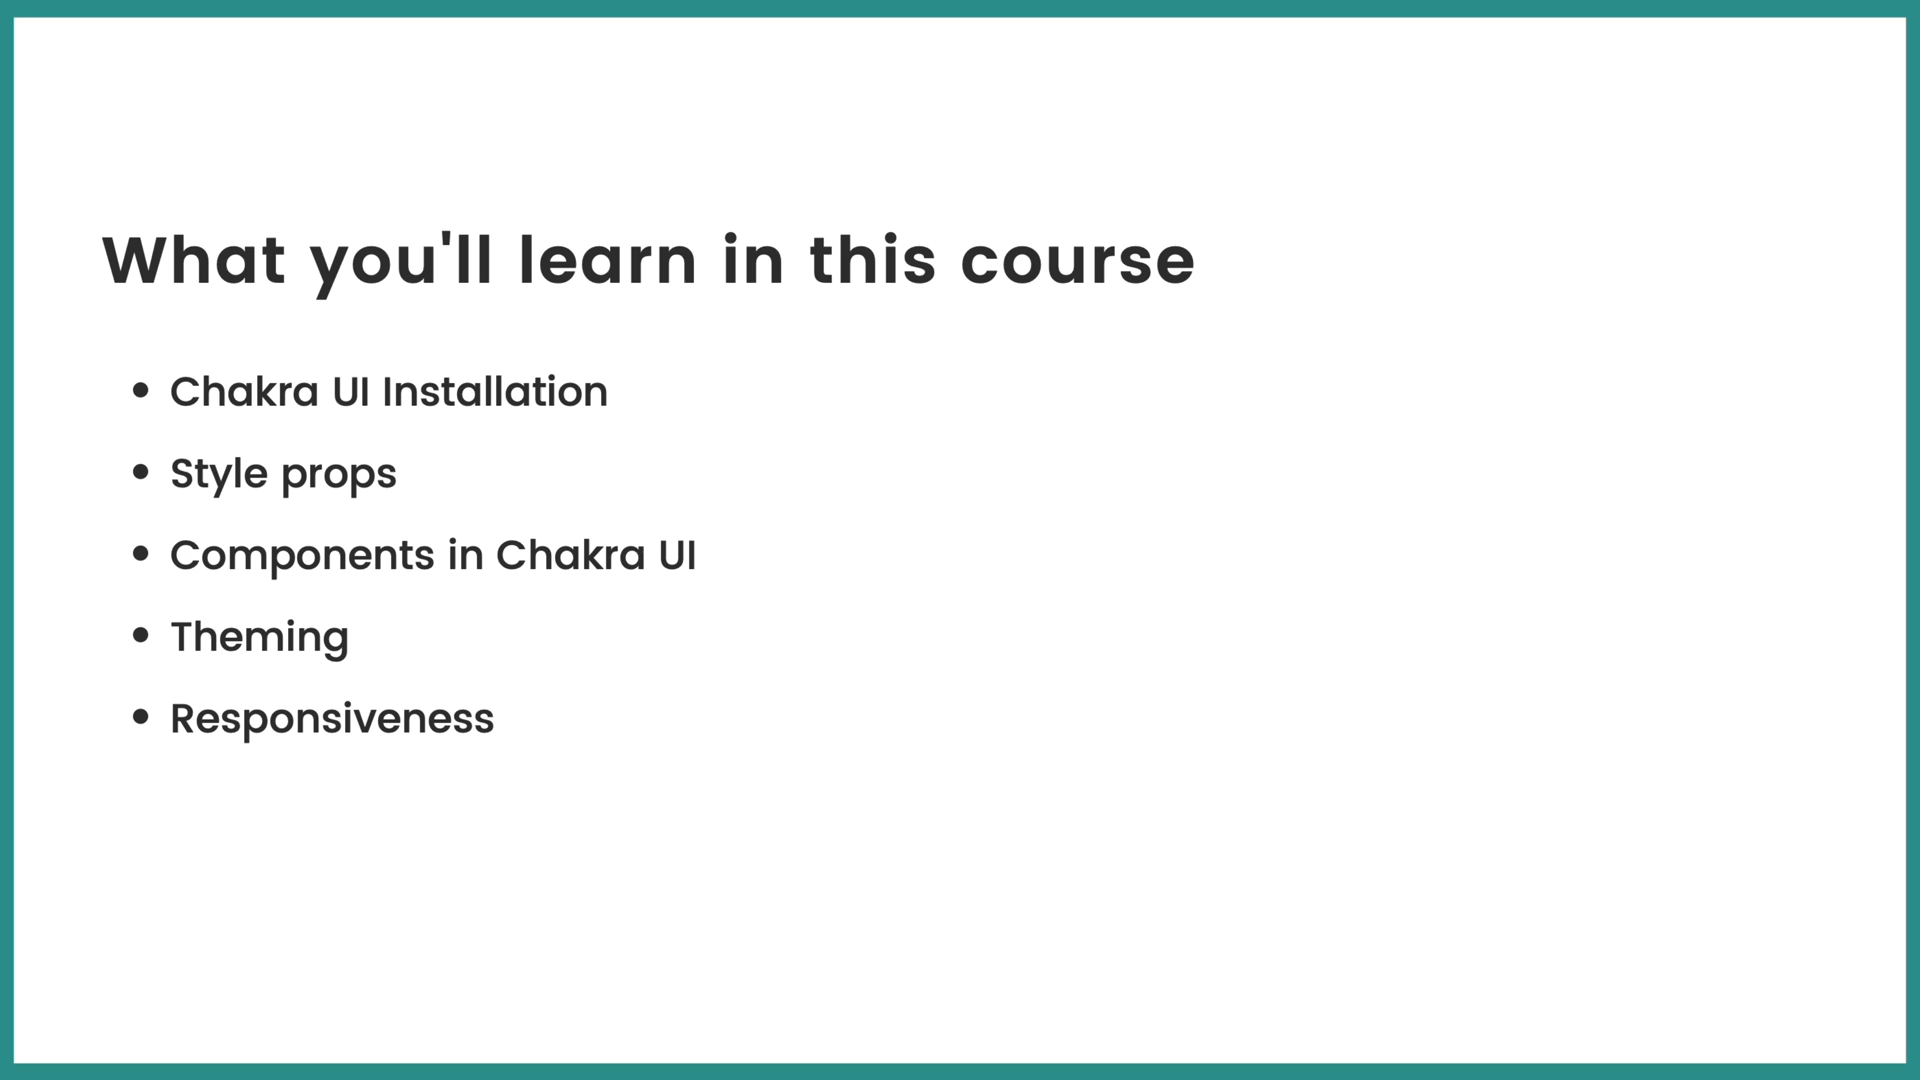 What you'll learn in this course
• Chakra UI Installation
• Style props
• Components in Chakra UI
• Theming
• Responsiveness